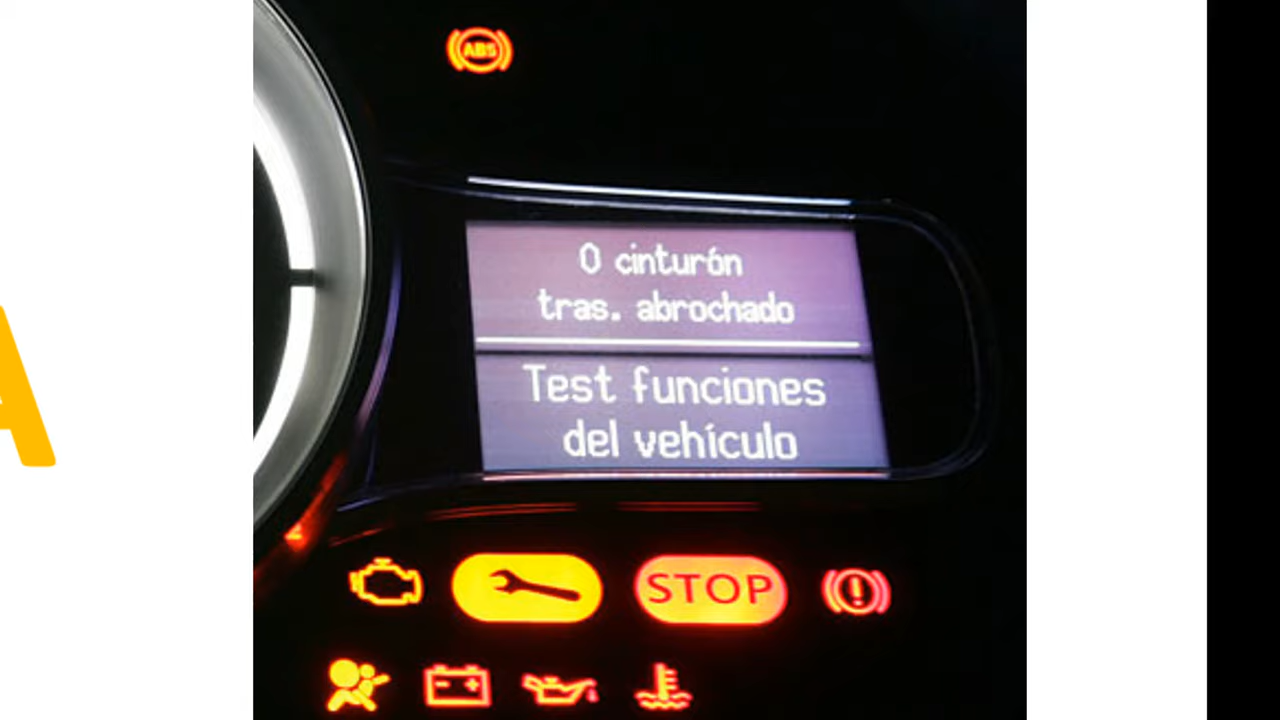 ABS
0 cinturón
tras. abrochado
Test funciones
del vehículo
STOP
A